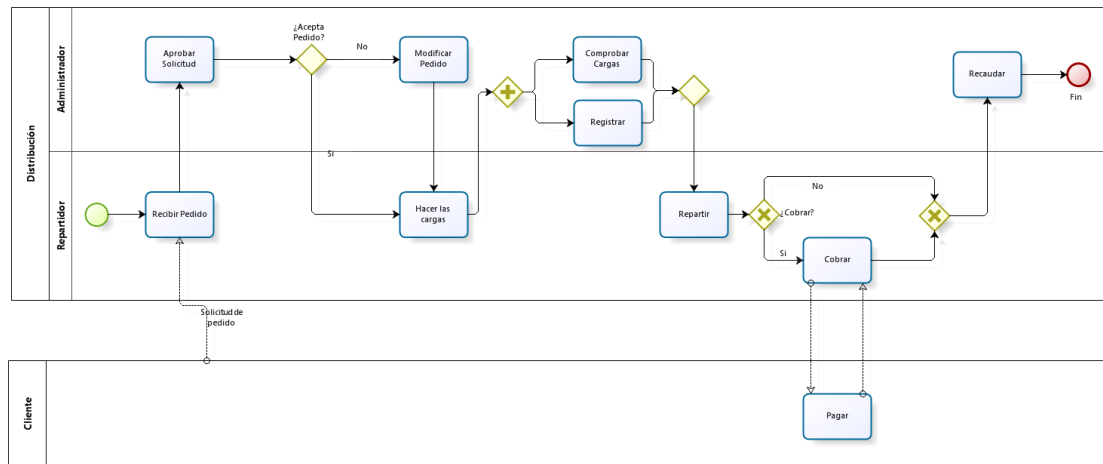 Distribución
Administrador
Repartidor
Aprobar
Solicitud
¿Acepta
Pedido?
No
Modificar
Pedido
Comprobar
Cargas
Registrar
Recaudar
Fin
Si
Recibir Pedido
Hacer las
cargas
Repartir
¿Cobrar?
No
Si
Cobrar
Solicitud de
pedido
Cliente
Pagar